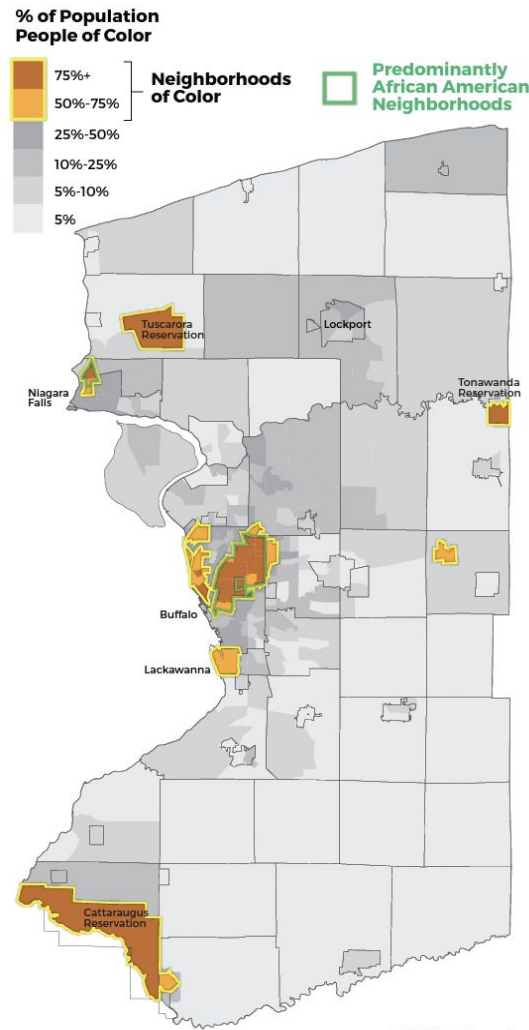 % of Population
People of Color
75%+
50%-75%
25%-50%
10%-25%
5%-10%
5%
Neighborhoods
of Color
Predominantly
African American
Neighborhoods
Tuscarora
Reservation
Lockport
Niagara
Falls
Tonawanda
Reservation
Buffalo
Lackawanna
Cattaraugus
Reservation